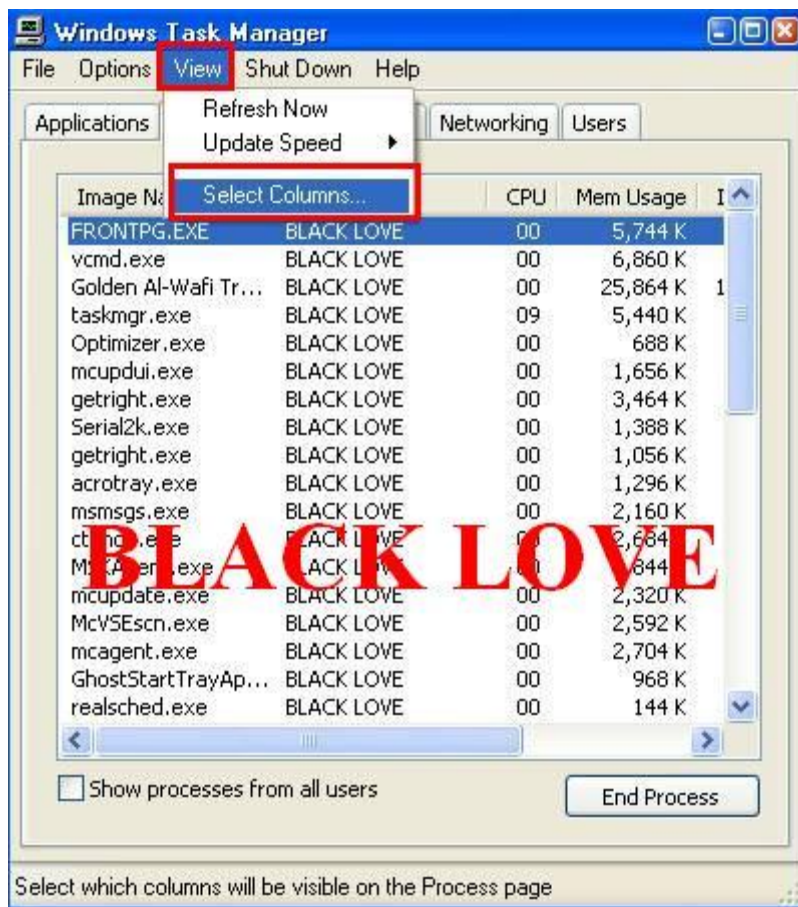 Windows Task Manager
File Options View Shut Down Help
Refresh Now
Update Speed
Select Columns...
Applications Networking Users
Image CPU Mem Usage
FRONTPG.EXE BLACK LOVE 00 5,744 K
vcmd.exe BLACK LOVE 00 6,860 K
Golden Al-Wafi Tr... BLACK LOVE 00 25,864 K 1
taskmgr.exe BLACK LOVE 09 5,440 K
Optimizer.exe BLACK LOVE 00 688 K
mcupdui.exe BLACK LOVE 00 1,656 K
getright.exe BLACK LOVE 00 3,464 K
Serial2k.exe BLACK LOVE 00 1,388 K
getright.exe BLACK LOVE 00 1,056 K
acrotray.exe BLACK LOVE 00 1,296 K
msmsgs.exe BLACK LOVE 00 2,160 K
BLACK LOVE 00 2,684 K
BLACK LOVE
mcupdate.exe BLACK LOVE 00 2,320 K
McVSEscn.exe BLACK LOVE 00 2,592 K
mcagent.exe BLACK LOVE 00 2,704 K
GhostStartTrayAp... BLACK LOVE 00 968 K
realsched.exe BLACK LOVE 00 144 K
Show processes from all users
End Process
Select which columns will be visible on the Process page